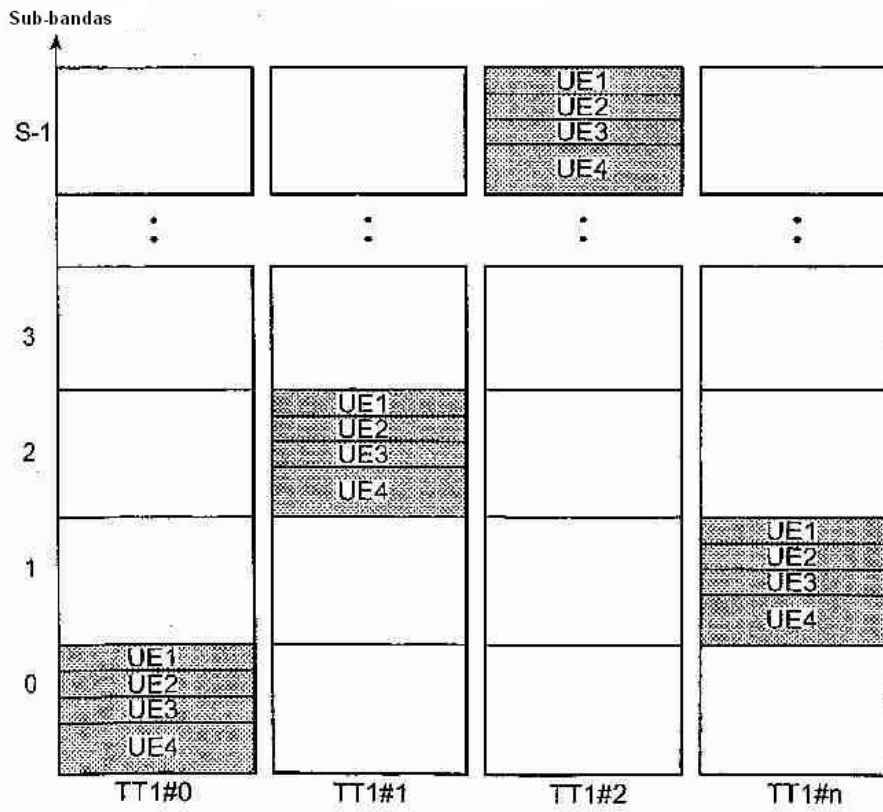 Sub-bandas
S-1
UE1
UE2
UE3
UE4
3
2
UE1
UE2
UE3
UE4
1
UE1
UE2
UE3
UE4
0
UE1
UE2
UE3
UE4
TT1#0
TT1#1
TT1#2
TT1#n